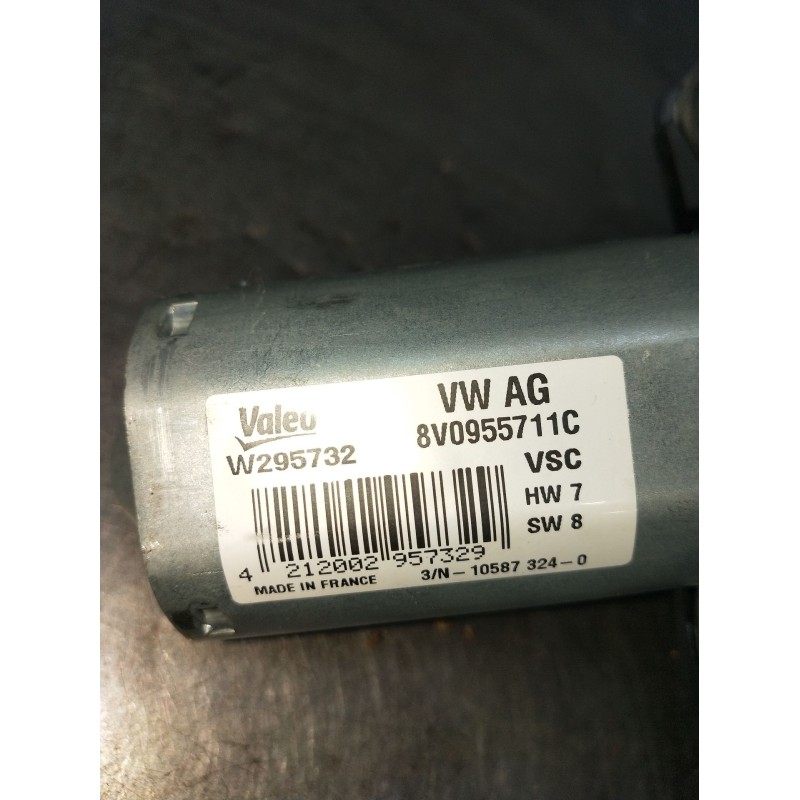 Valeo
VW AG
W295732
8V0955711C
VSC
HW 7
SW 8
4 212002 957329
MADE IN FRANCE
3/N-10587 324-0